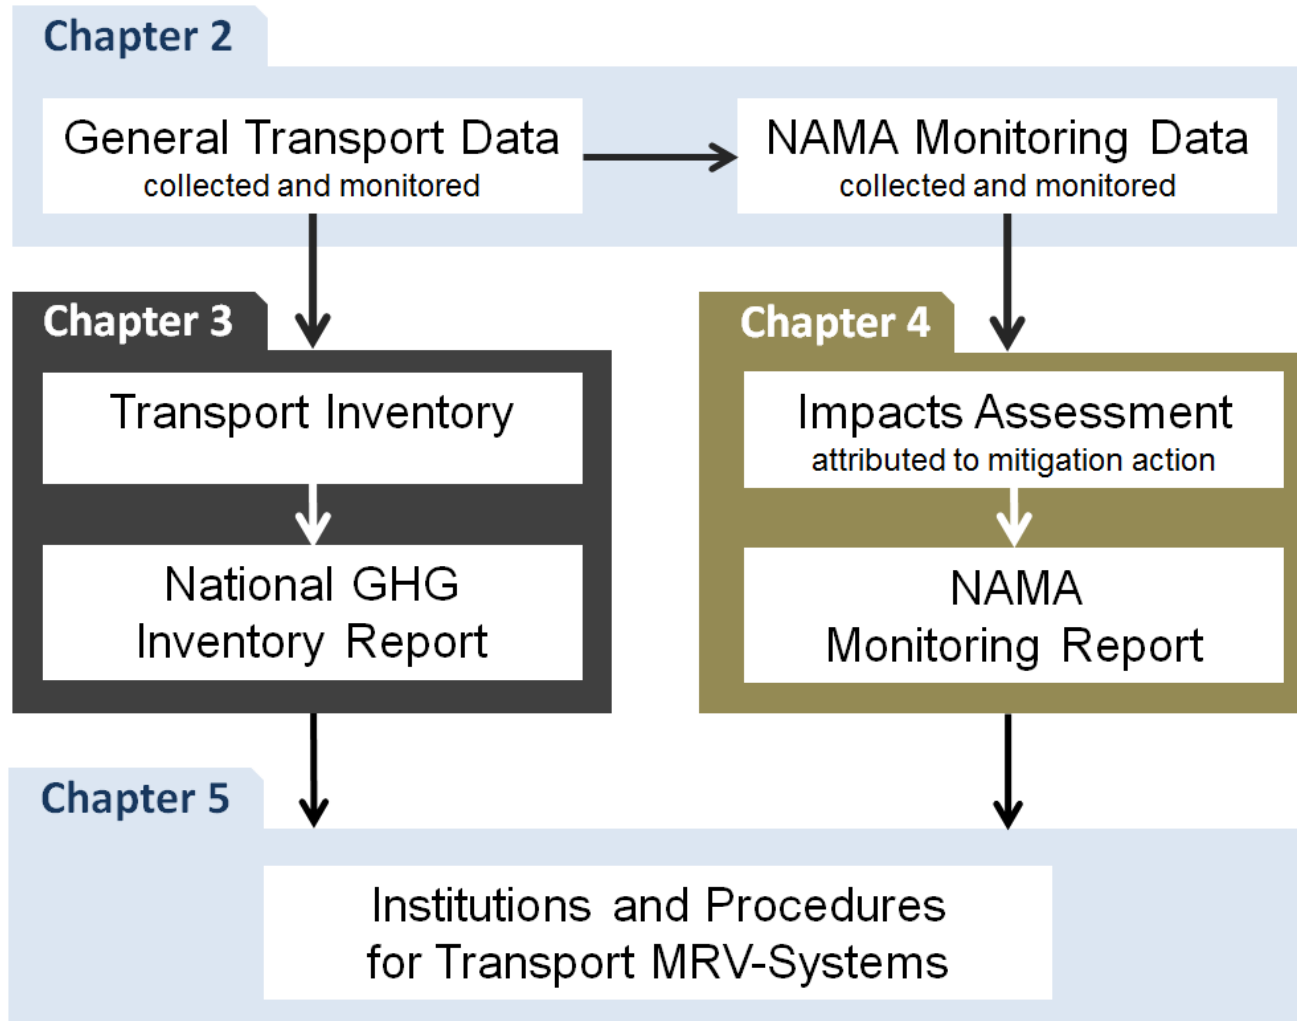 Chapter 2
General Transport Data
collected and monitored
NAMA Monitoring Data
collected and monitored
Chapter 3
Transport Inventory
National GHG
Inventory Report
Chapter 4
Impacts Assessment
attributed to mitigation action
NAMA
Monitoring Report
Chapter 5
Institutions and Procedures
for Transport MRV-Systems